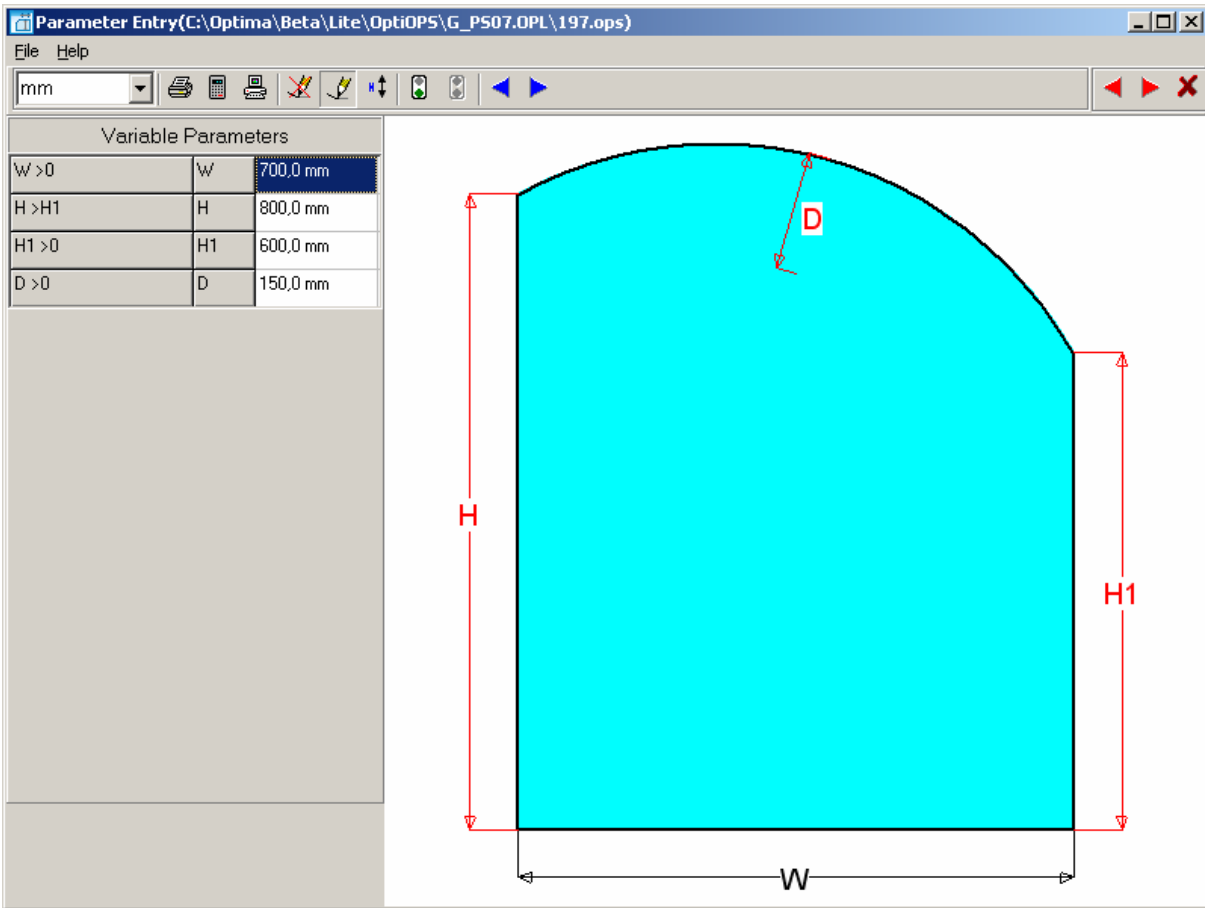 Parameter Entry(C:\Optima\Beta\Lite\OptiOPS\G_PS07.OPL\197.ops)
File Help
mm
Variable Parameters
W >0 W 700,0 mm
H >H1 H 800,0 mm
H1 >0 H1 600,0 mm
D >0 D 150,0 mm
D
H
H1
W